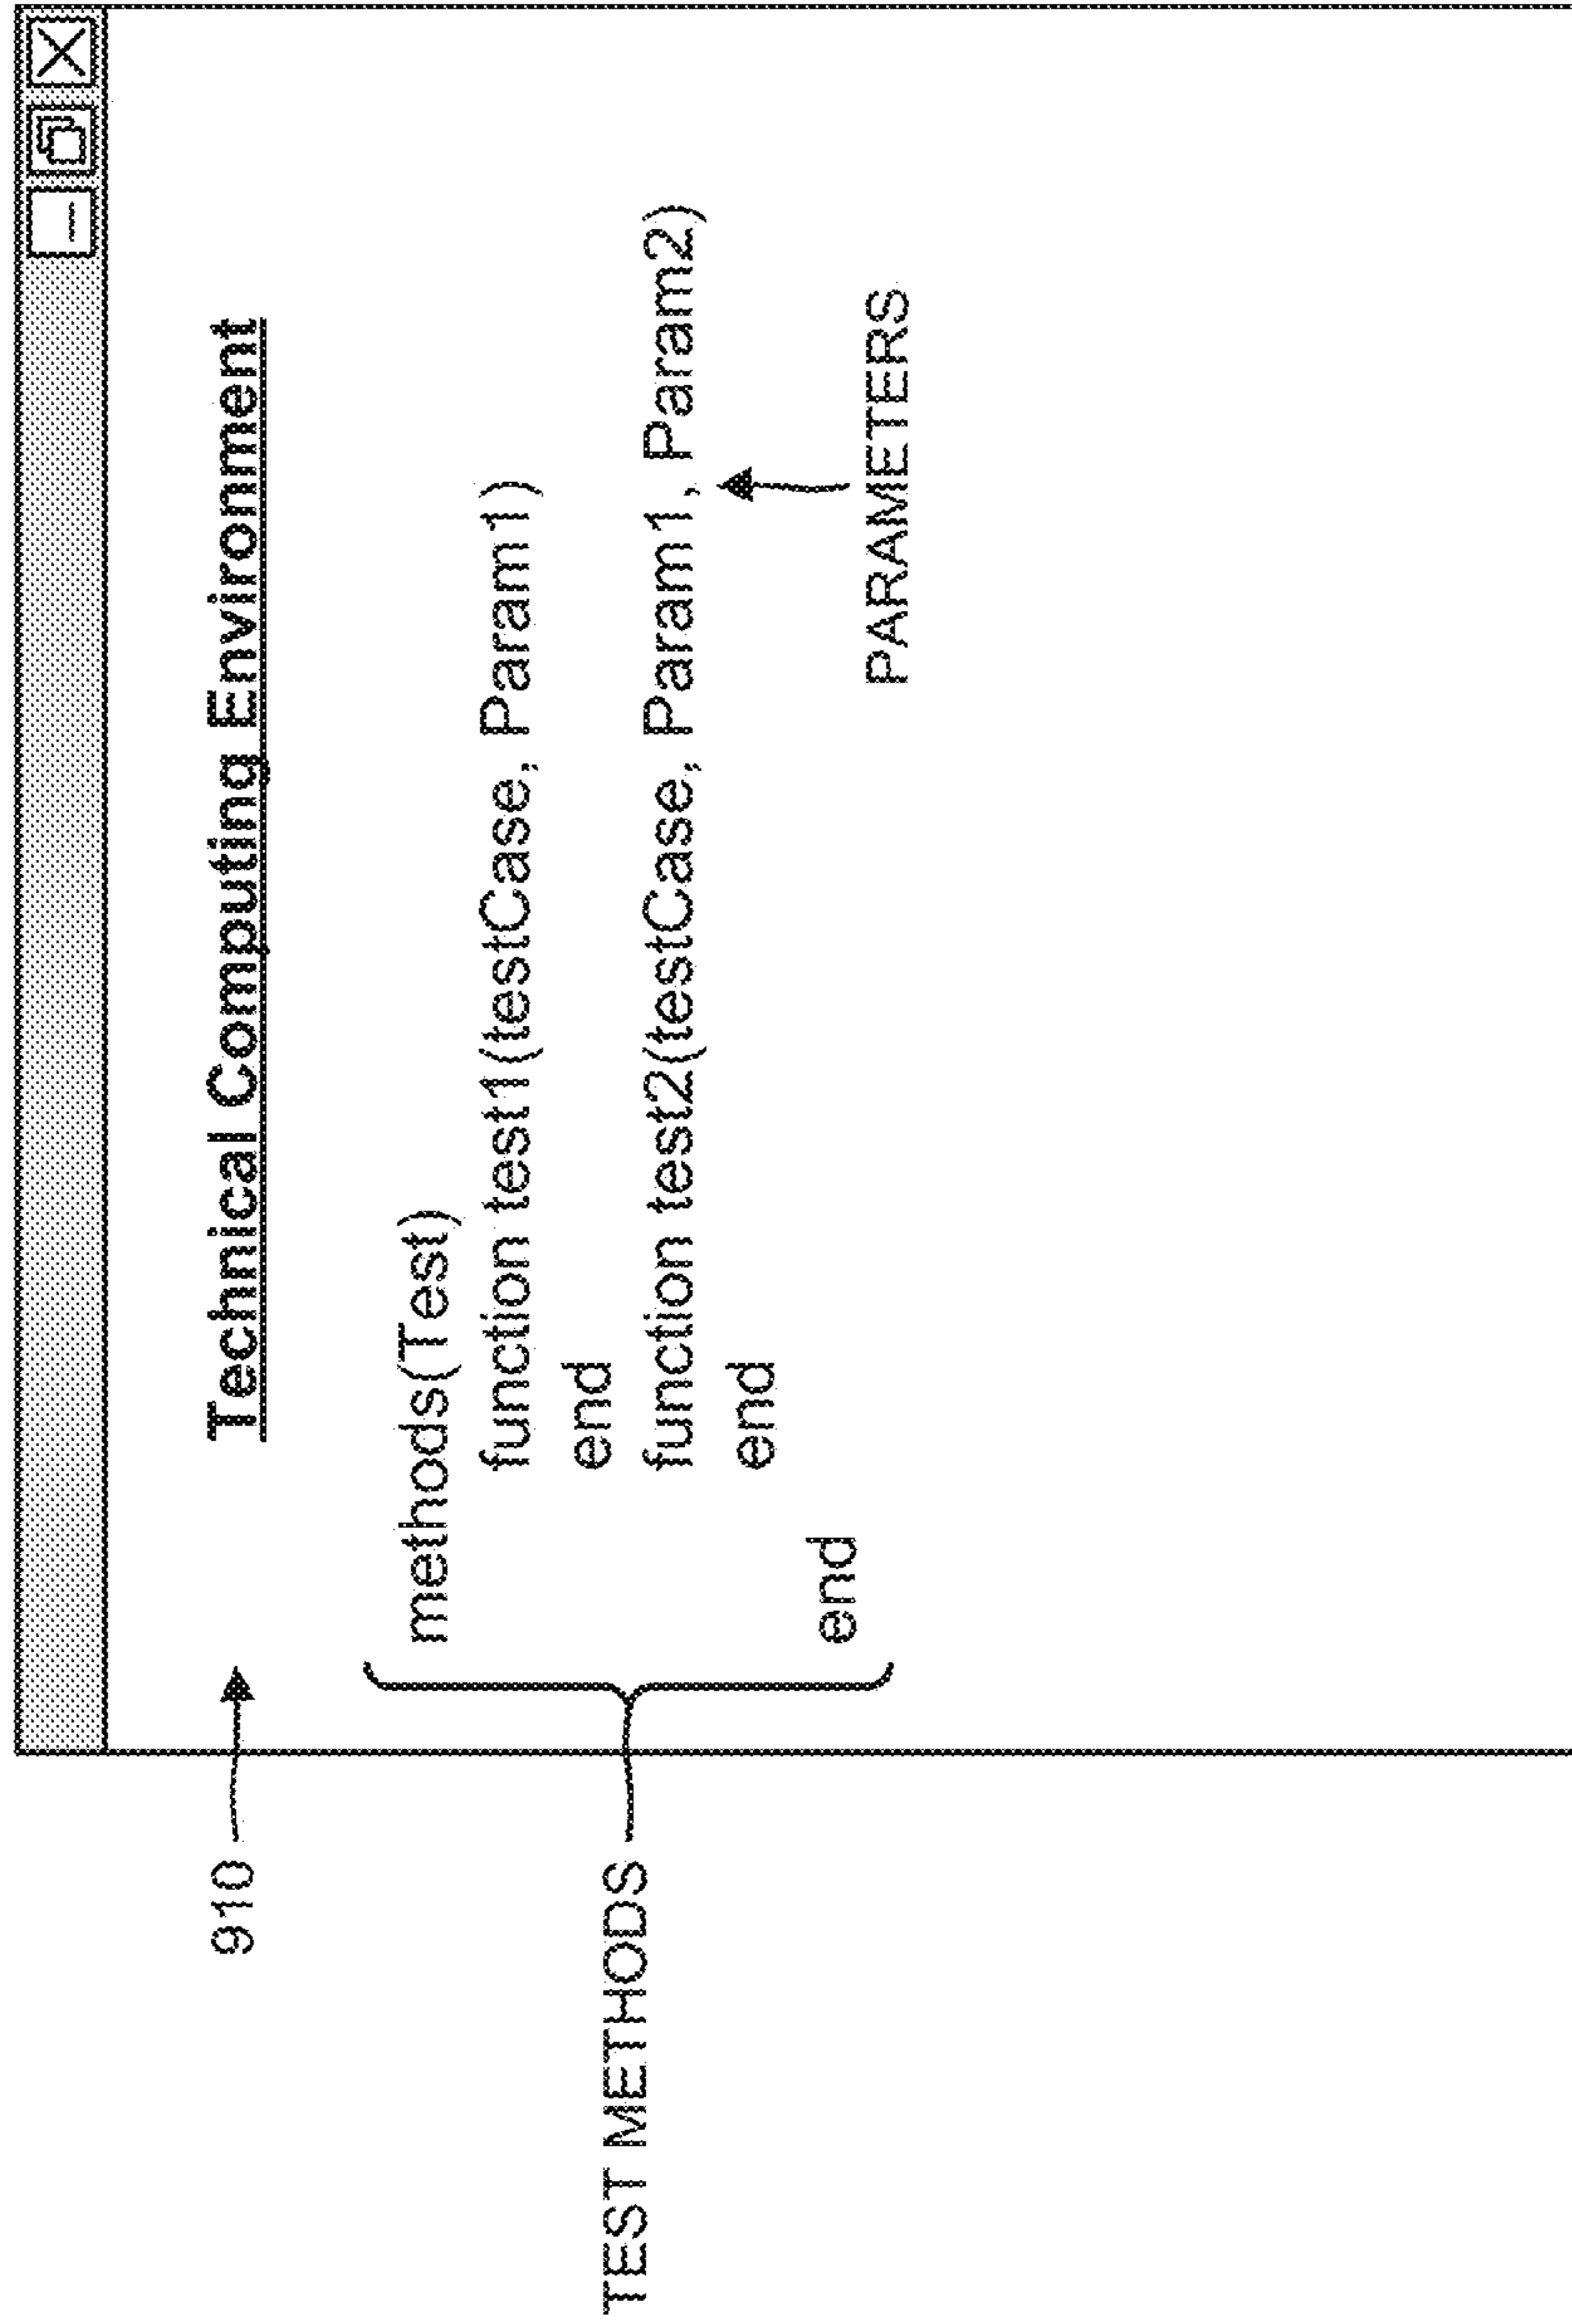 Technical Computing Environment
910
methods(Test)
function test1(testCase, Param1)
end
TEST METHODS
function test2(testCase, Param1, Param2)
end
end
PARAMETERS